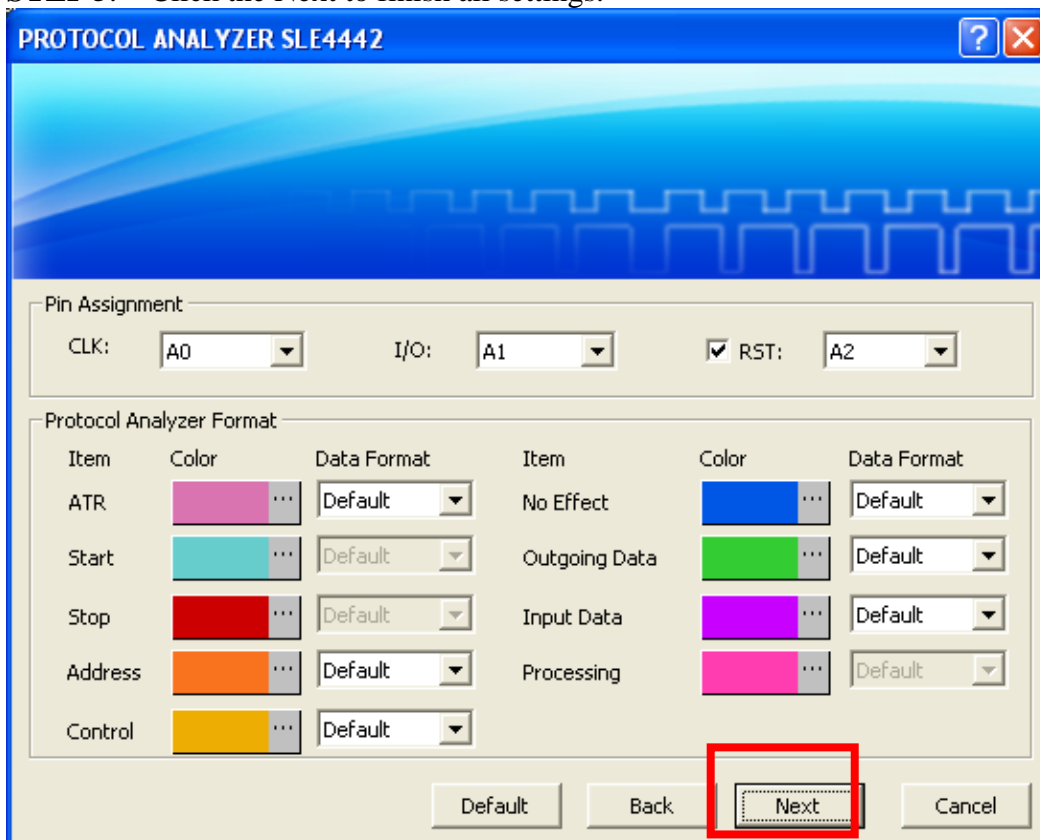 PROTOCOL ANALYZER SLE4442
Pin Assignment
CLK: A0 I/O: A1 RST: A2
Protocol Analyzer Format
Item Color Data Format Item Color Data Format
ATR ... Default No Effect ... Default
Start ... Default Outgoing Data ... Default
Stop ... Default Input Data ... Default
Address ... Default Processing ... Default
Control ... Default
Default Back Next Cancel